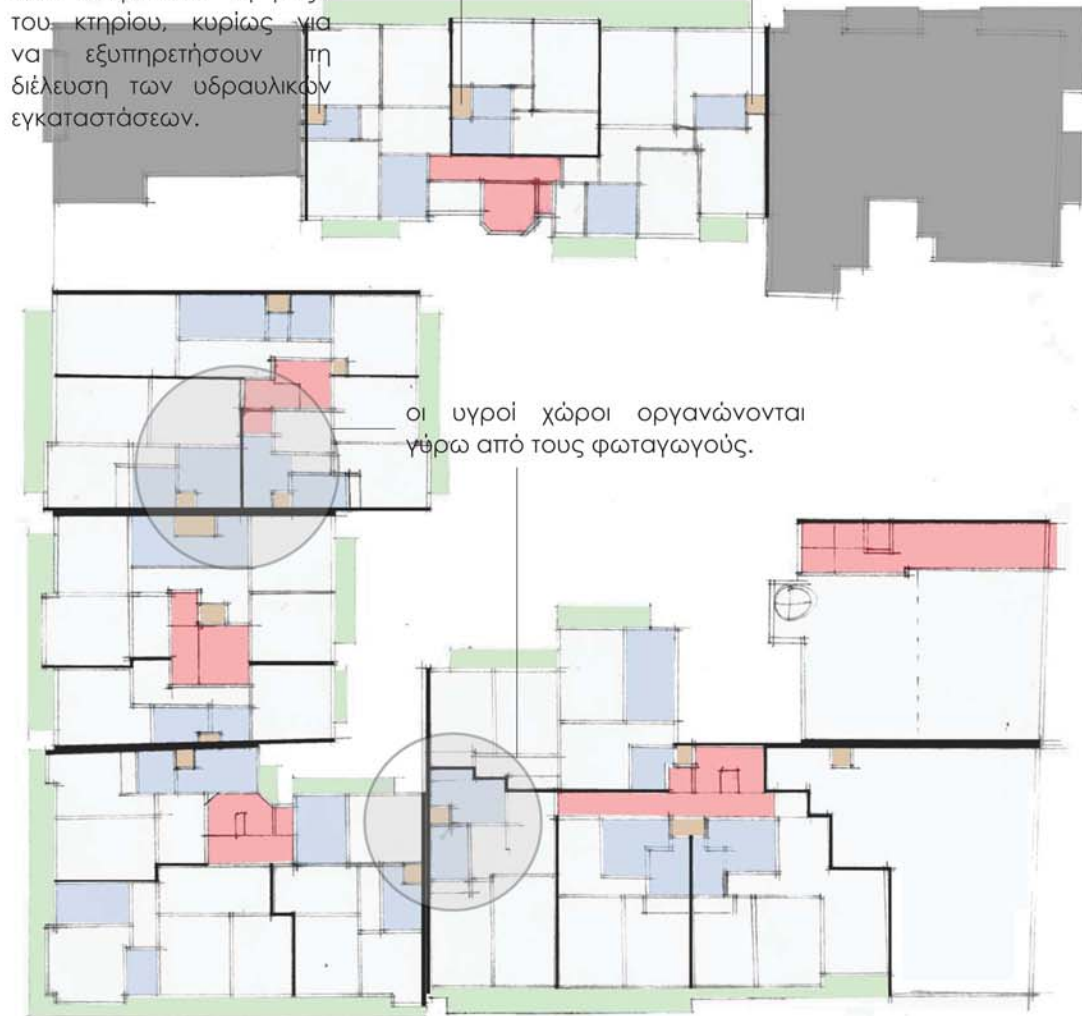 του κτηρίου, κυρίως για
να εξυπηρετήσουν τη
διέλευση των υδραυλικών
εγκαταστάσεων.
οι υγροί χώροι οργανώνονται
γύρω από τους φωταγωγούς.